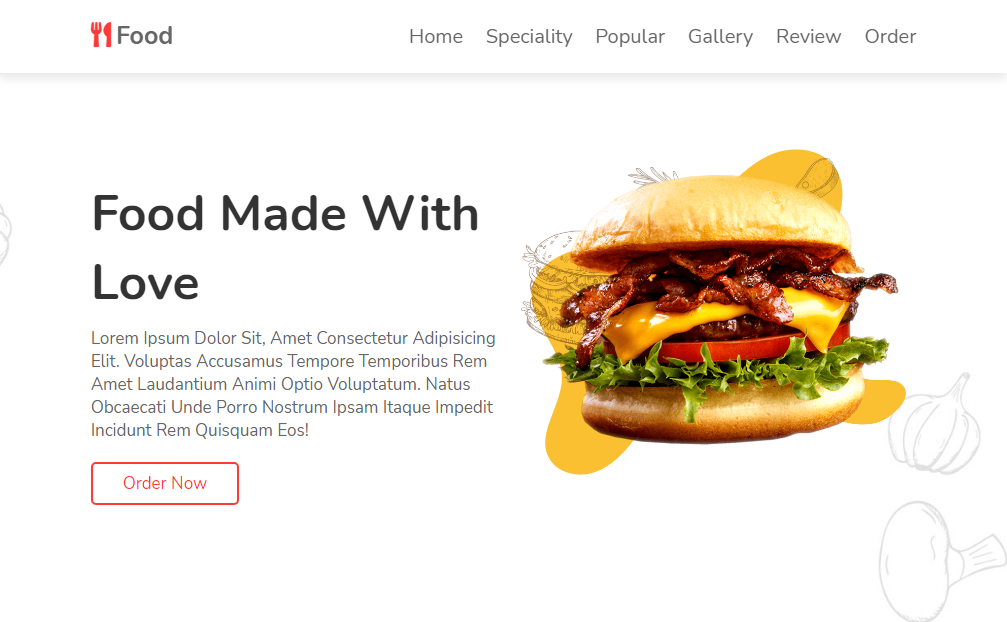 Food
Home Speciality Popular Gallery Review Order
Food Made With
Love
Lorem Ipsum Dolor Sit, Amet Consectetur Adipisicing
Elit. Voluptas Accusamus Tempore Temporibus Rem
Amet Laudantium Animi Optio Voluptatum. Natus
Obcaecati Unde Porro Nostrum Ipsam Itaque Impedit
Incidunt Rem Quisquam Eos!
Order Now